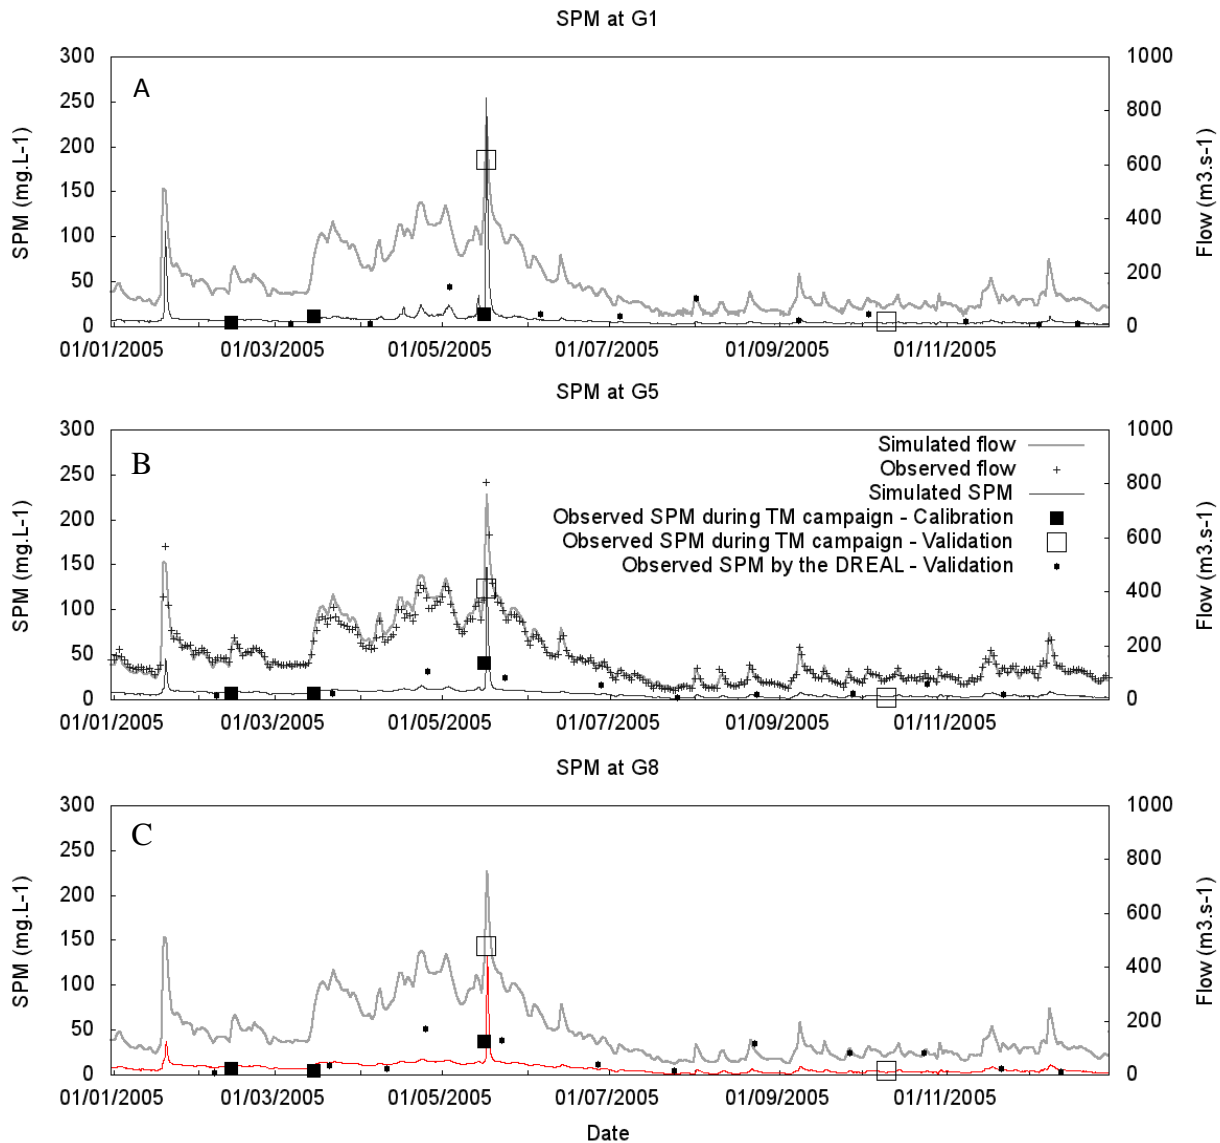 SPM at G1
A
SPM (mg.L-1)
300
250
200
150
100
50
0
1000
800
600
400
200
0
Flow (m3.s-1)
01/01/2005 01/03/2005 01/05/2005 01/07/2005 01/09/2005 01/11/2005
SPM at G5
B
SPM (mg.L-1)
300
250
200
150
100
50
0
Simulated flow
Observed flow
Simulated SPM
Observed SPM during TM campaign - Calibration
Observed SPM during TM campaign - Validation
Observed SPM by the DREAL - Validation
1000
800
600
400
200
0
Flow (m3.s-1)
01/01/2005 01/03/2005 01/05/2005 01/07/2005 01/09/2005 01/11/2005
SPM at G8
C
SPM (mg.L-1)
300
250
200
150
100
50
0
1000
800
600
400
200
0
Flow (m3.s-1)
01/01/2005 01/03/2005 01/05/2005 01/07/2005 01/09/2005 01/11/2005
Date